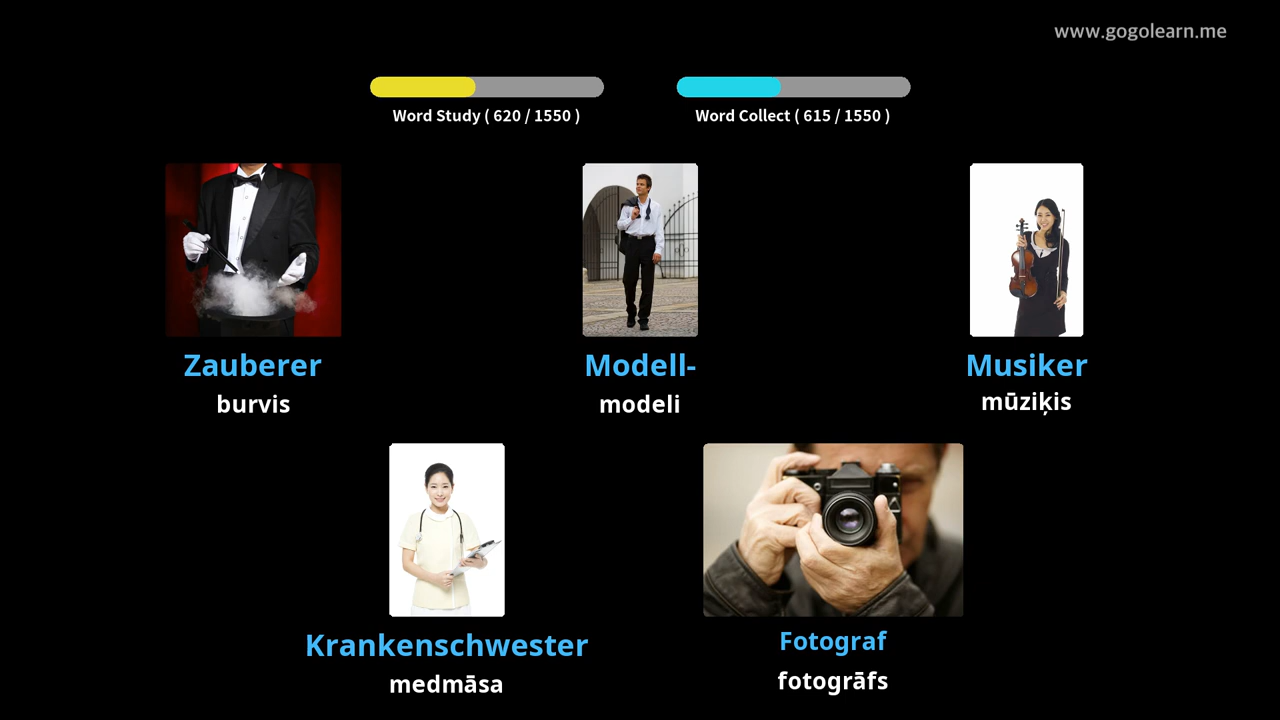 www.gogolearn.me
Word Study ( 620 / 1550 )
Word Collect ( 615 / 1550 )
Zauberer
burvis
Modell-
modeli
Musiker
mūziķis
Krankenschwester
medmāsa
Fotograf
fotogrāfs